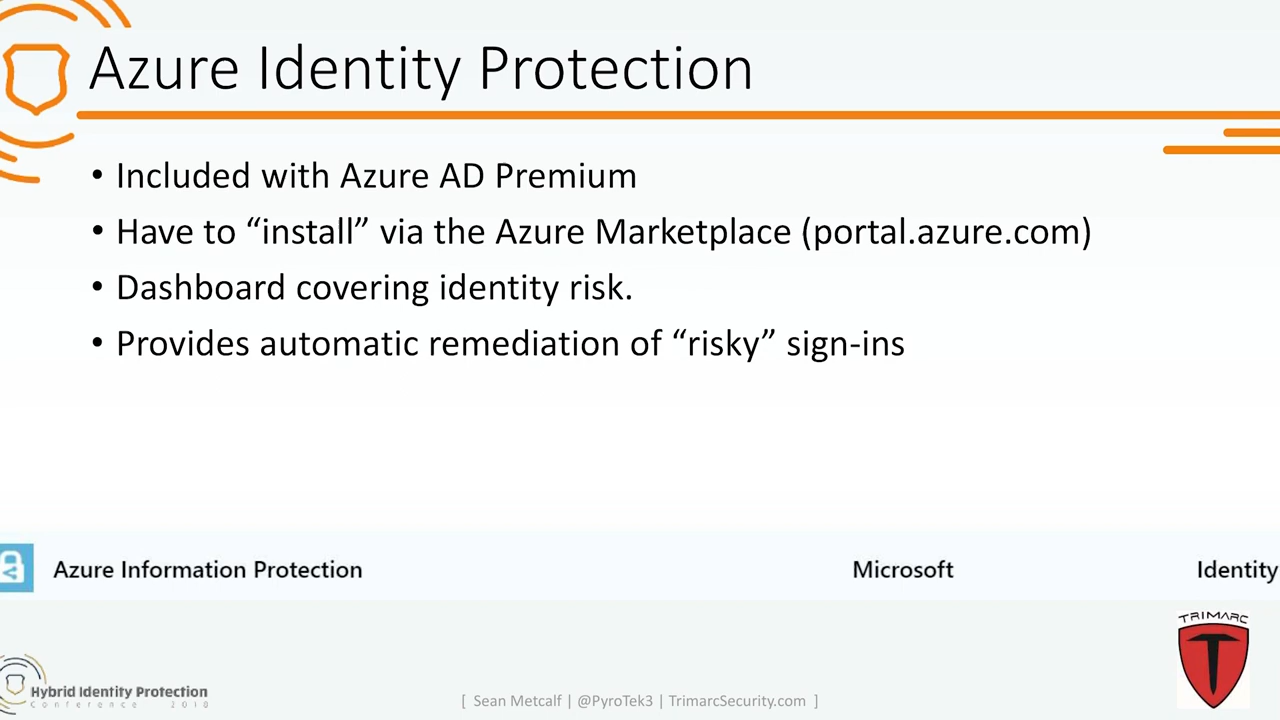 Azure Identity Protection
• Included with Azure AD Premium
• Have to “install” via the Azure Marketplace (portal.azure.com)
• Dashboard covering identity risk.
• Provides automatic remediation of “risky” sign-ins
Azure Information Protection Microsoft Identity
TRIMARC
T
Hybrid Identity Protection
Conference 2018
[ Sean Metcalf | @PyroTek3 | TrimarcSecurity.com ]